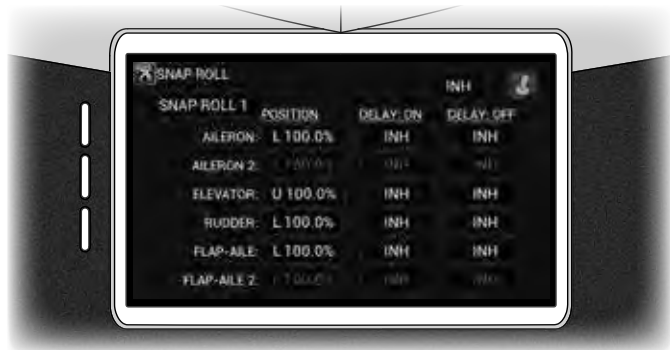 SNAP ROLL
INH
SNAP ROLL 1 POSITION DELAY: ON DELAY: OFF
AILERON: L 100.0% INH INH
AILERON 2:
ELEVATOR: U 100.0% INH INH
RUDDER: L 100.0% INH INH
FLAP-AILE: L 100.0% INH INH
FLAP-AILE 2: